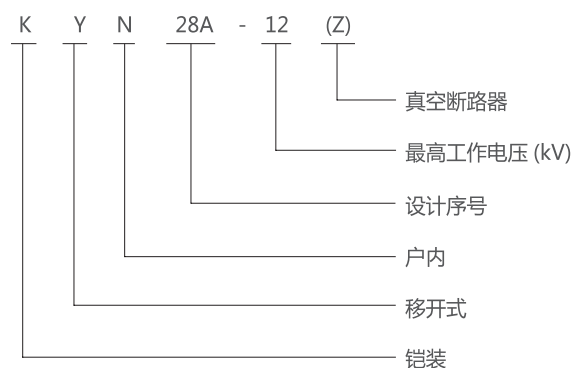 K Y N 28A - 12 (Z)
真空断路器
最高工作电压 (kV)
设计序号
户内
移开式
铠装